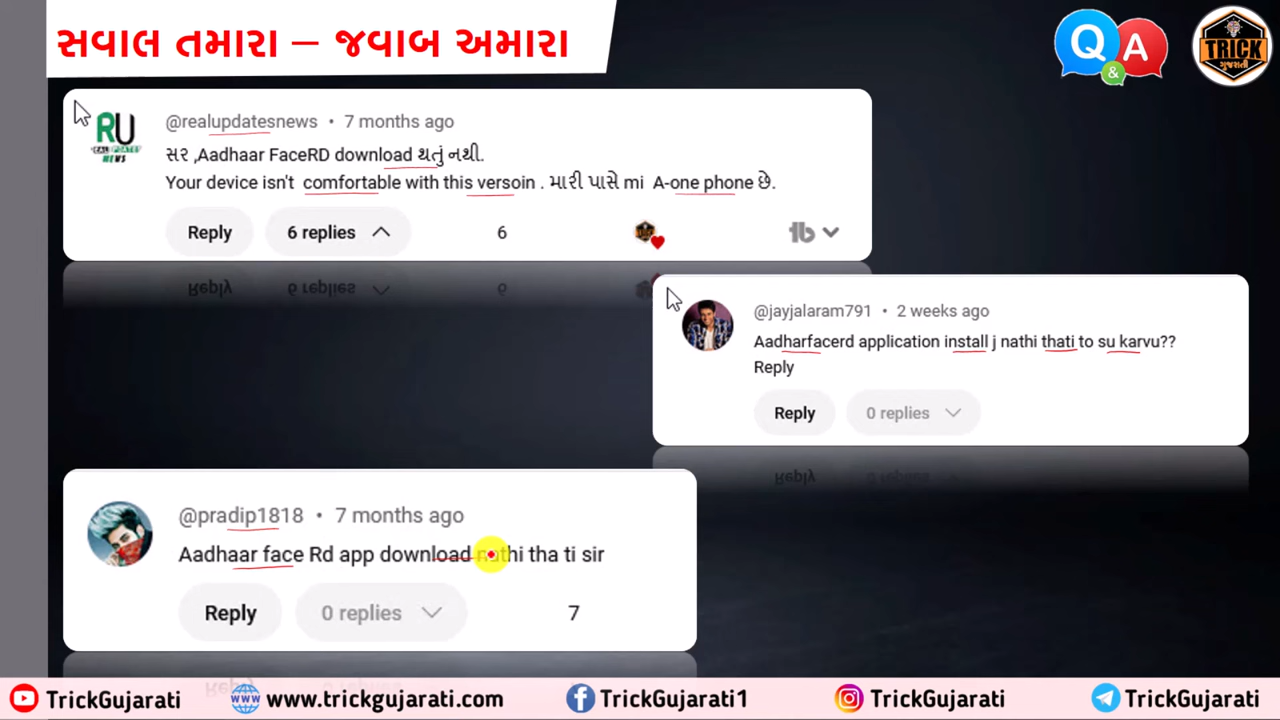 સવાલ તમારા – જવાબ અમારા
Q & A
TRICK
ગુજરાતી
RU
REAL UPDATES
NEWS
@realupdatesnews • 7 months ago
સર ,Aadhaar FaceRD download થતું નથી.
Your device isn't comfortable with this versoin . મારી પાસે mi A-one phone છે.
Reply 6 replies 6
@jayjalaram791 • 2 weeks ago
Aadharfacerd application install j nathi thati to su karvu??
Reply
Reply 0 replies
@pradip1818 • 7 months ago
Aadhaar face Rd app download nathi tha ti sir
Reply 0 replies 7
TrickGujarati www.trickgujarati.com TrickGujarati1 TrickGujarati TrickGujarati